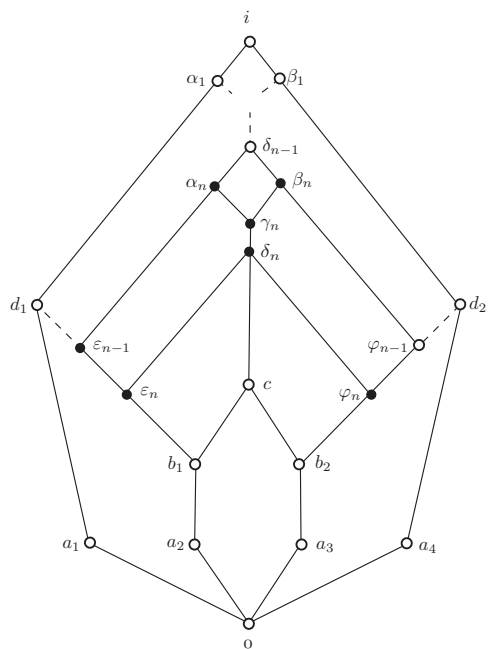 i
α₁ β₁
δₙ₋₁
αₙ βₙ
γₙ
δₙ
d₁ d₂
εₙ₋₁ φₙ₋₁
εₙ c φₙ
b₁ b₂
a₁ a₂ a₃ a₄
o